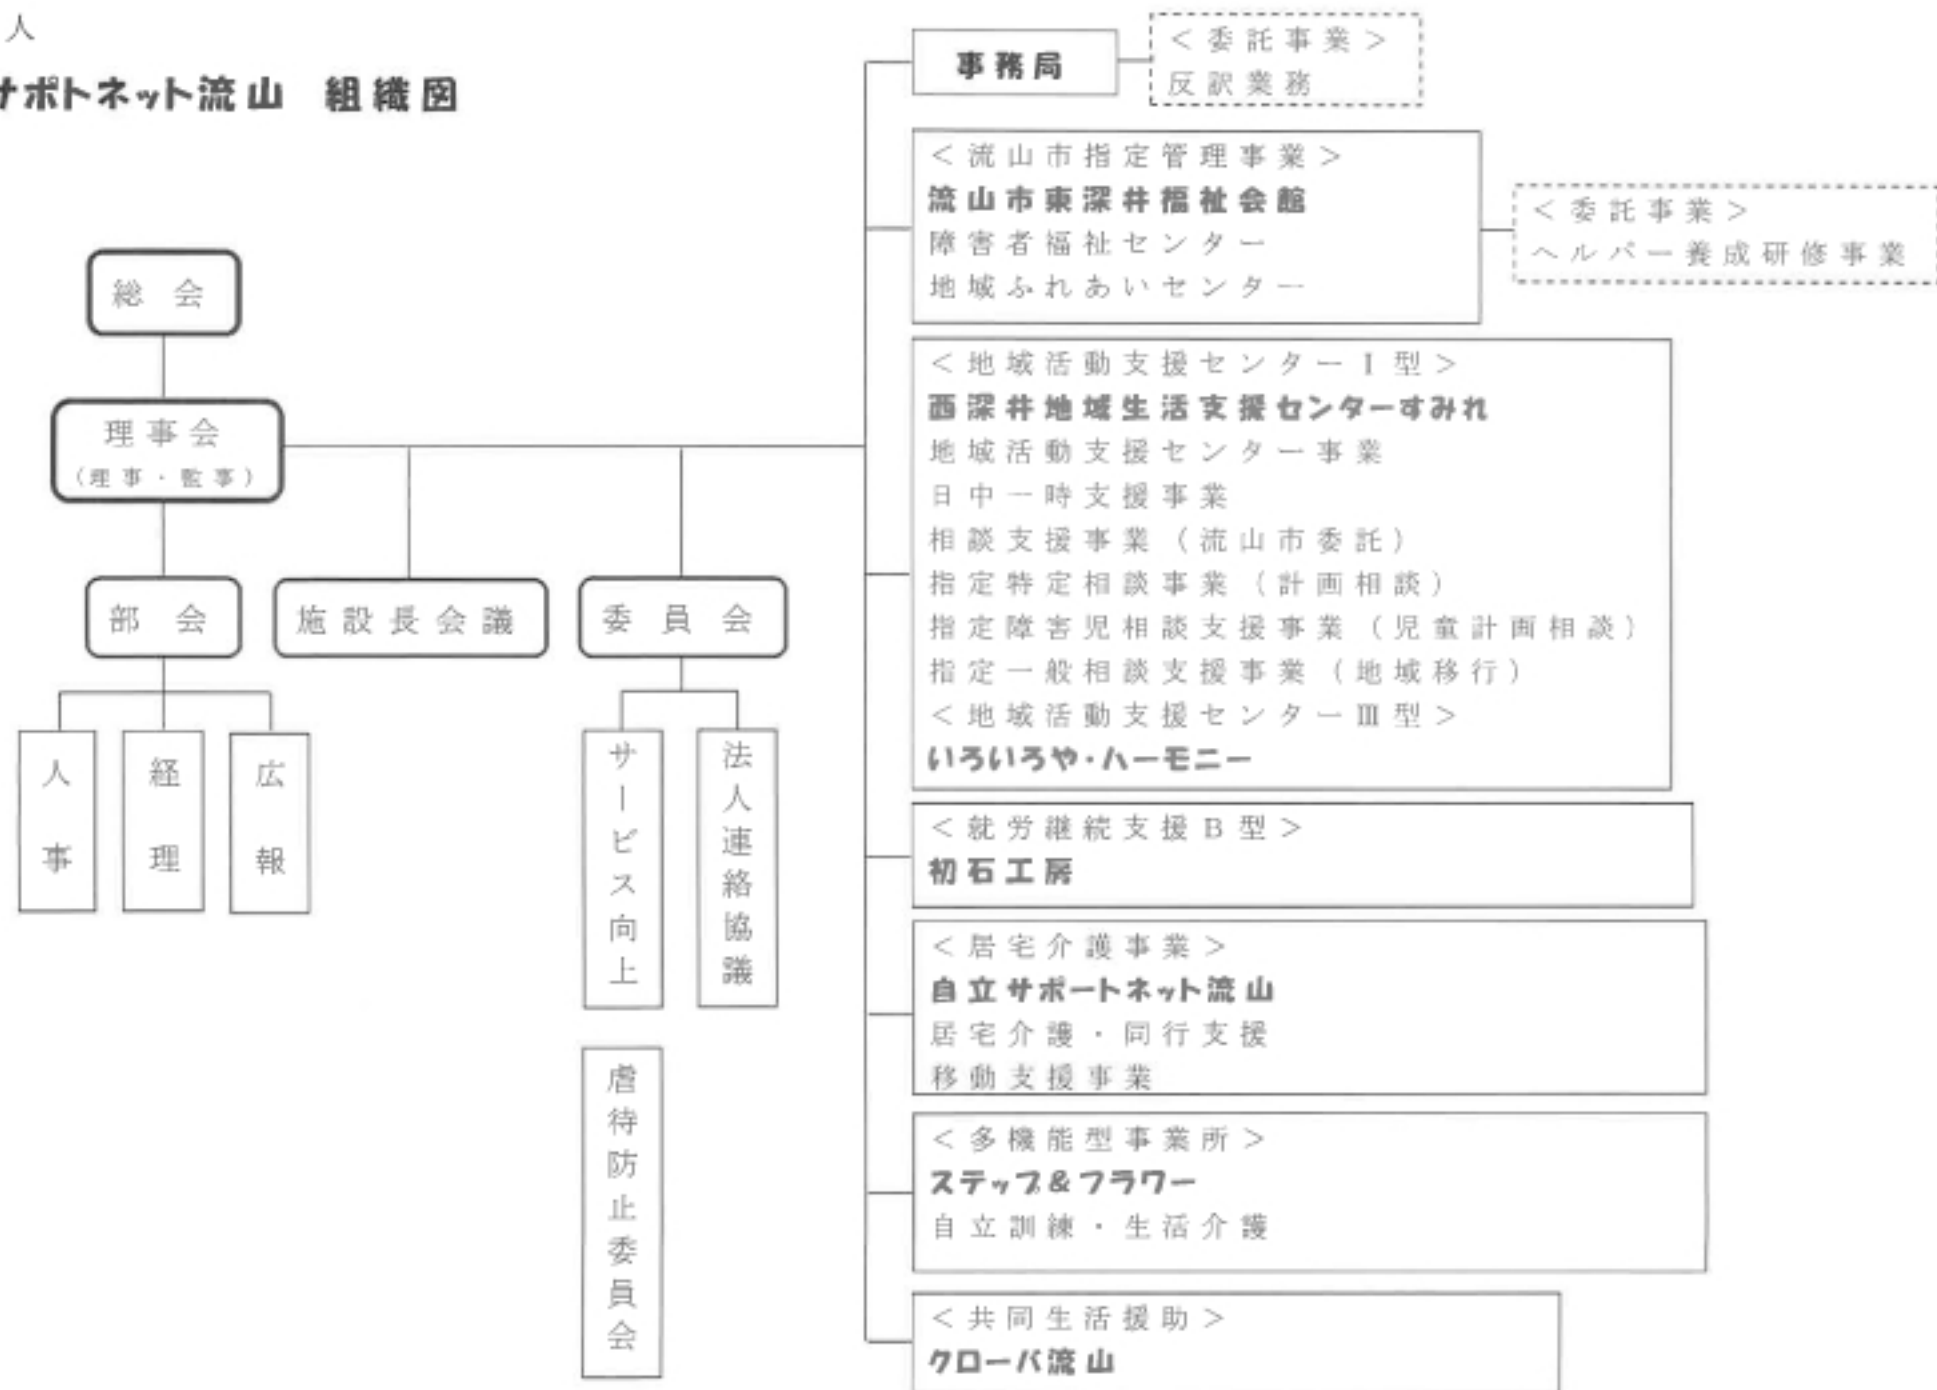 人
サポトネット流山 組織図
総会
理事会
（理事・監事）
部会
施設長会議
委員会
人事
経理
広報
サービス向上
法人連絡協議
虐待防止委員会
事務局
＜委託事業＞
反訳業務
＜流山市指定管理事業＞
流山市東深井福祉会館
障害者福祉センター
地域ふれあいセンター
＜委託事業＞
ヘルパー養成研修事業
＜地域活動支援センターⅠ型＞
西深井地域生活支援センターすみれ
地域活動支援センター事業
日中一時支援事業
相談支援事業（流山市委託）
指定特定相談事業（計画相談）
指定障害児相談支援事業（児童計画相談）
指定一般相談支援事業（地域移行）
＜地域活動支援センターⅢ型＞
いろいろや・ハーモニー
＜就労継続支援B型＞
初石工房
＜居宅介護事業＞
自立サポートネット流山
居宅介護・同行支援
移動支援事業
＜多機能型事業所＞
ステップ&フラワー
自立訓練・生活介護
＜共同生活援助＞
クローバ流山